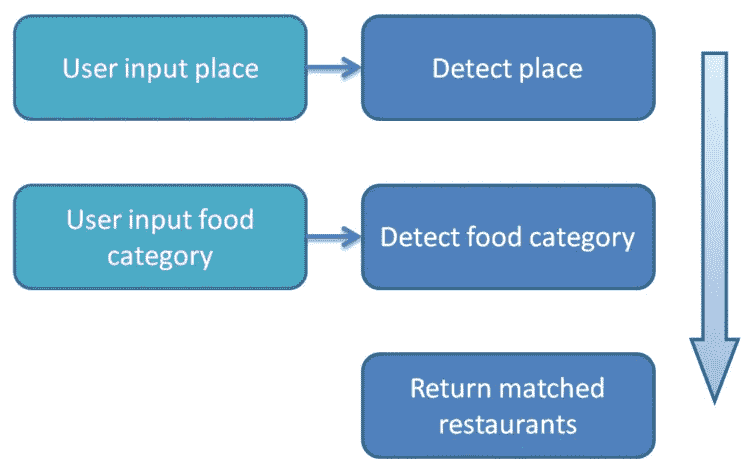 User input place
Detect place
User input food
category
Detect food category
Return matched
restaurants